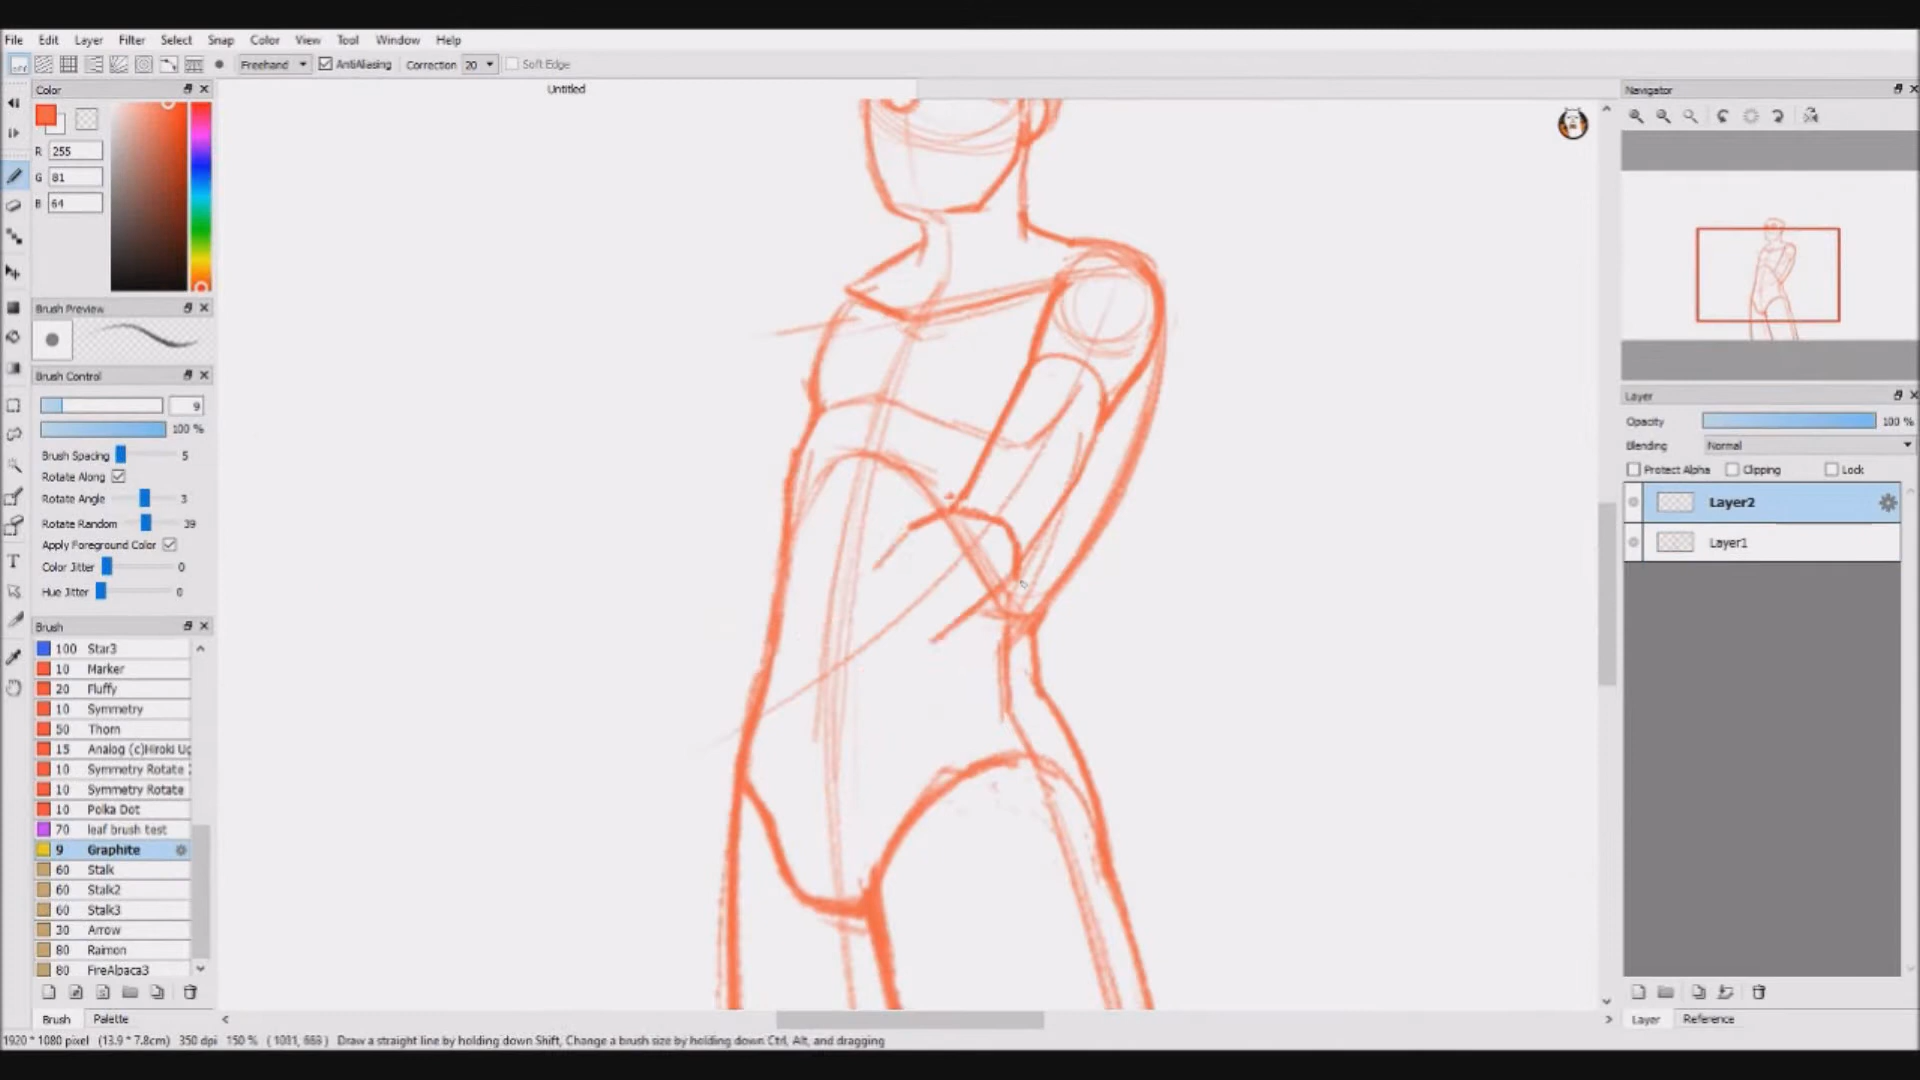 File Edit Layer Filter Select Snap Color View Tool Window Help
Freehand AntiAliasing Correction 20 Soft Edge
Color
Untitled
Navigator
R 255
G 81
B 64
Brush Preview
Brush Control
9
100 %
Brush Spacing 5
Rotate Along
Rotate Angle 3
Rotate Random 39
Apply Foreground Color
Color Jitter 0
Hue Jitter 0
Brush
100 Star3
10 Marker
20 Fluffy
10 Symmetry
50 Thorn
15 Analog (c)Hiroki
10 Symmetry Rotate
10 Symmetry Rotate
10 Polka Dot
70 leaf brush test
9 Graphite
60 Stalk
60 Stalk2
60 Stalk3
30 Arrow
80 Raimon
80 FireAlpaca3
Brush Palette
Layer
Opacity 100 %
Blending Normal
Protect Alpha Clipping Lock
Layer2
Layer1
Layer Reference
1920 * 1080 pixel (13.9 * 7.8cm) 350 dpi 150 % Draw a straight line by holding down Shift, Change a brush size by holding down Ctrl, Alt, and dragging